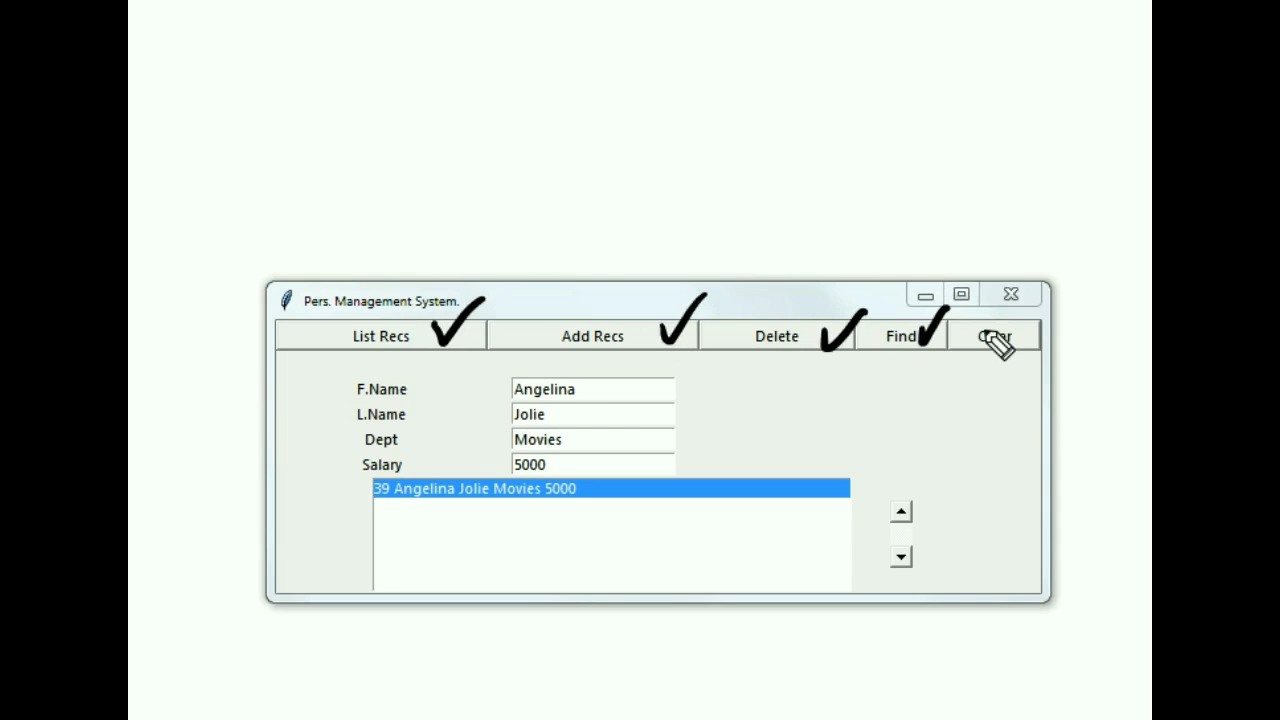 Pers. Management System.
List Recs Add Recs Delete Find
F.Name Angelina
L.Name Jolie
Dept Movies
Salary 5000
39 Angelina Jolie Movies 5000